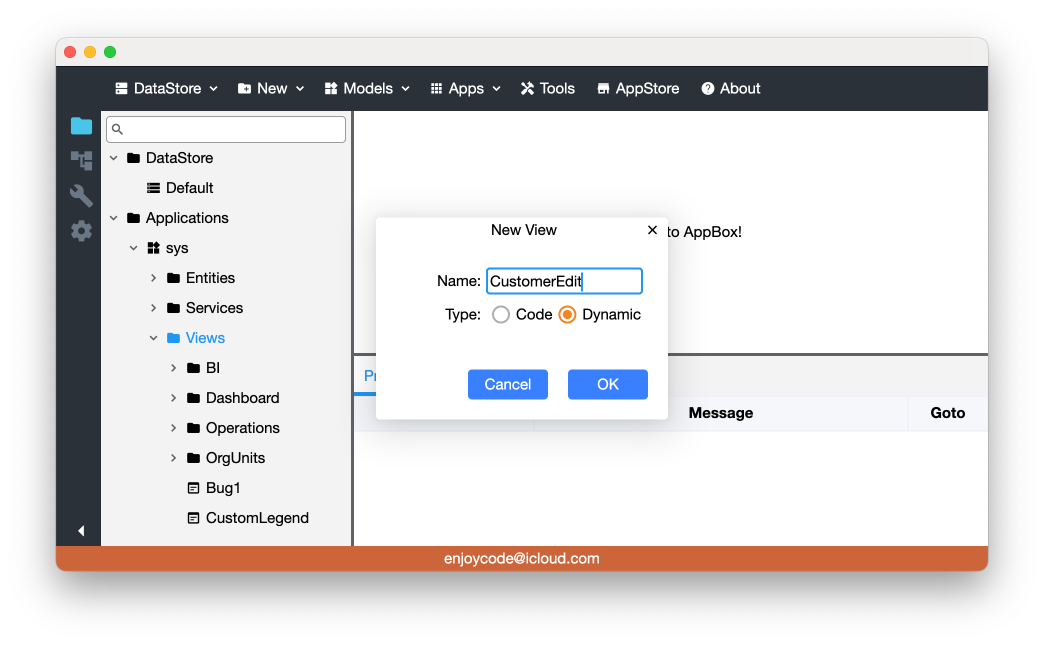 DataStore New Models Apps Tools AppStore About
DataStore
Default
Applications
to AppBox!
New View
sys
Entities
Name: CustomerEdit
Services
Type: Code Dynamic
Views
BI
Cancel OK
Dashboard
Message Goto
Operations
OrgUnits
Bug1
CustomLegend
enjoycode@icloud.com